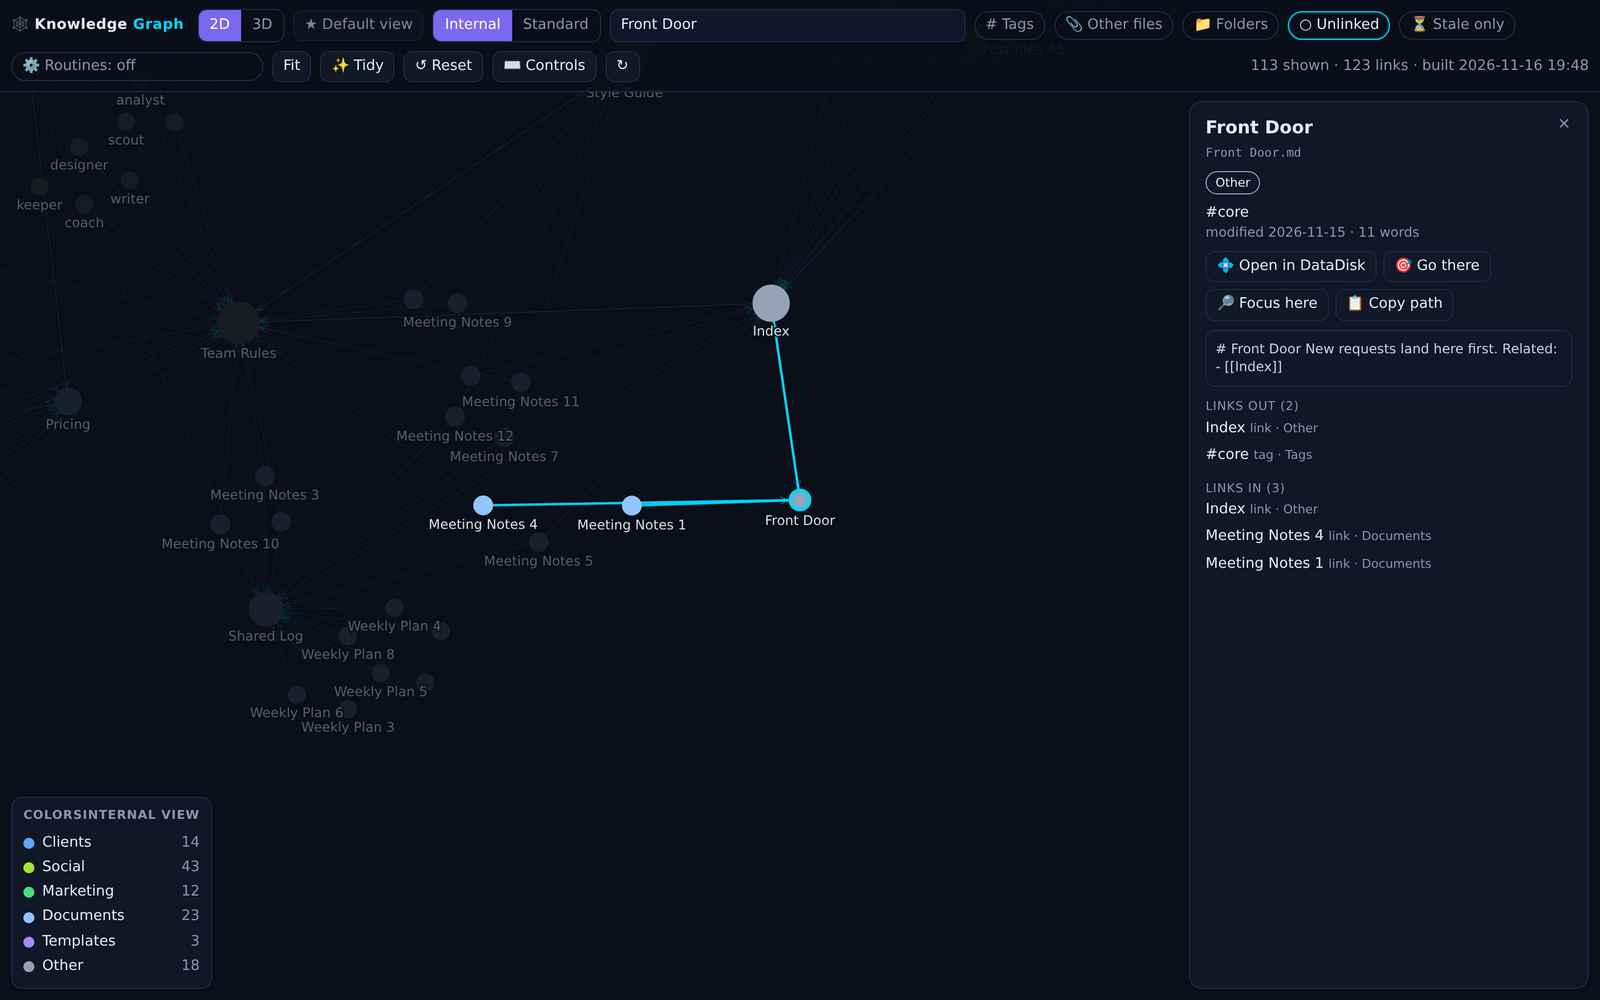 🕸 Knowledge Graph 2D 3D ★ Default view Internal Standard Front Door # Tags 📎 Other files 📁 Folders ○ Unlinked ⏳ Stale only
⚙️ Routines: off Fit ✨ Tidy ↺ Reset ⌨️ Controls ↻ 113 shown · 123 links · built 2026-11-16 19:48
Post Idea 45
Style Guide
analyst
scout
designer
writer
keeper
coach
Meeting Notes 9
Index
Team Rules
Meeting Notes 11
Pricing
Meeting Notes 12
Meeting Notes 7
Meeting Notes 3
Meeting Notes 4
Meeting Notes 1
Front Door
Meeting Notes 10
Meeting Notes 5
Weekly Plan 4
Shared Log
Weekly Plan 8
Weekly Plan 5
Weekly Plan 6
Weekly Plan 3
COLORSINTERNAL VIEW
Clients 14
Social 43
Marketing 12
Documents 23
Templates 3
Other 18
Front Door ×
Front Door.md
Other
#core
modified 2026-11-15 · 11 words
💠 Open in DataDisk 🎯 Go there
🔎 Focus here 📋 Copy path
# Front Door New requests land here first. Related:
- [[Index]]
LINKS OUT (2)
Index link · Other
#core tag · Tags
LINKS IN (3)
Index link · Other
Meeting Notes 4 link · Documents
Meeting Notes 1 link · Documents